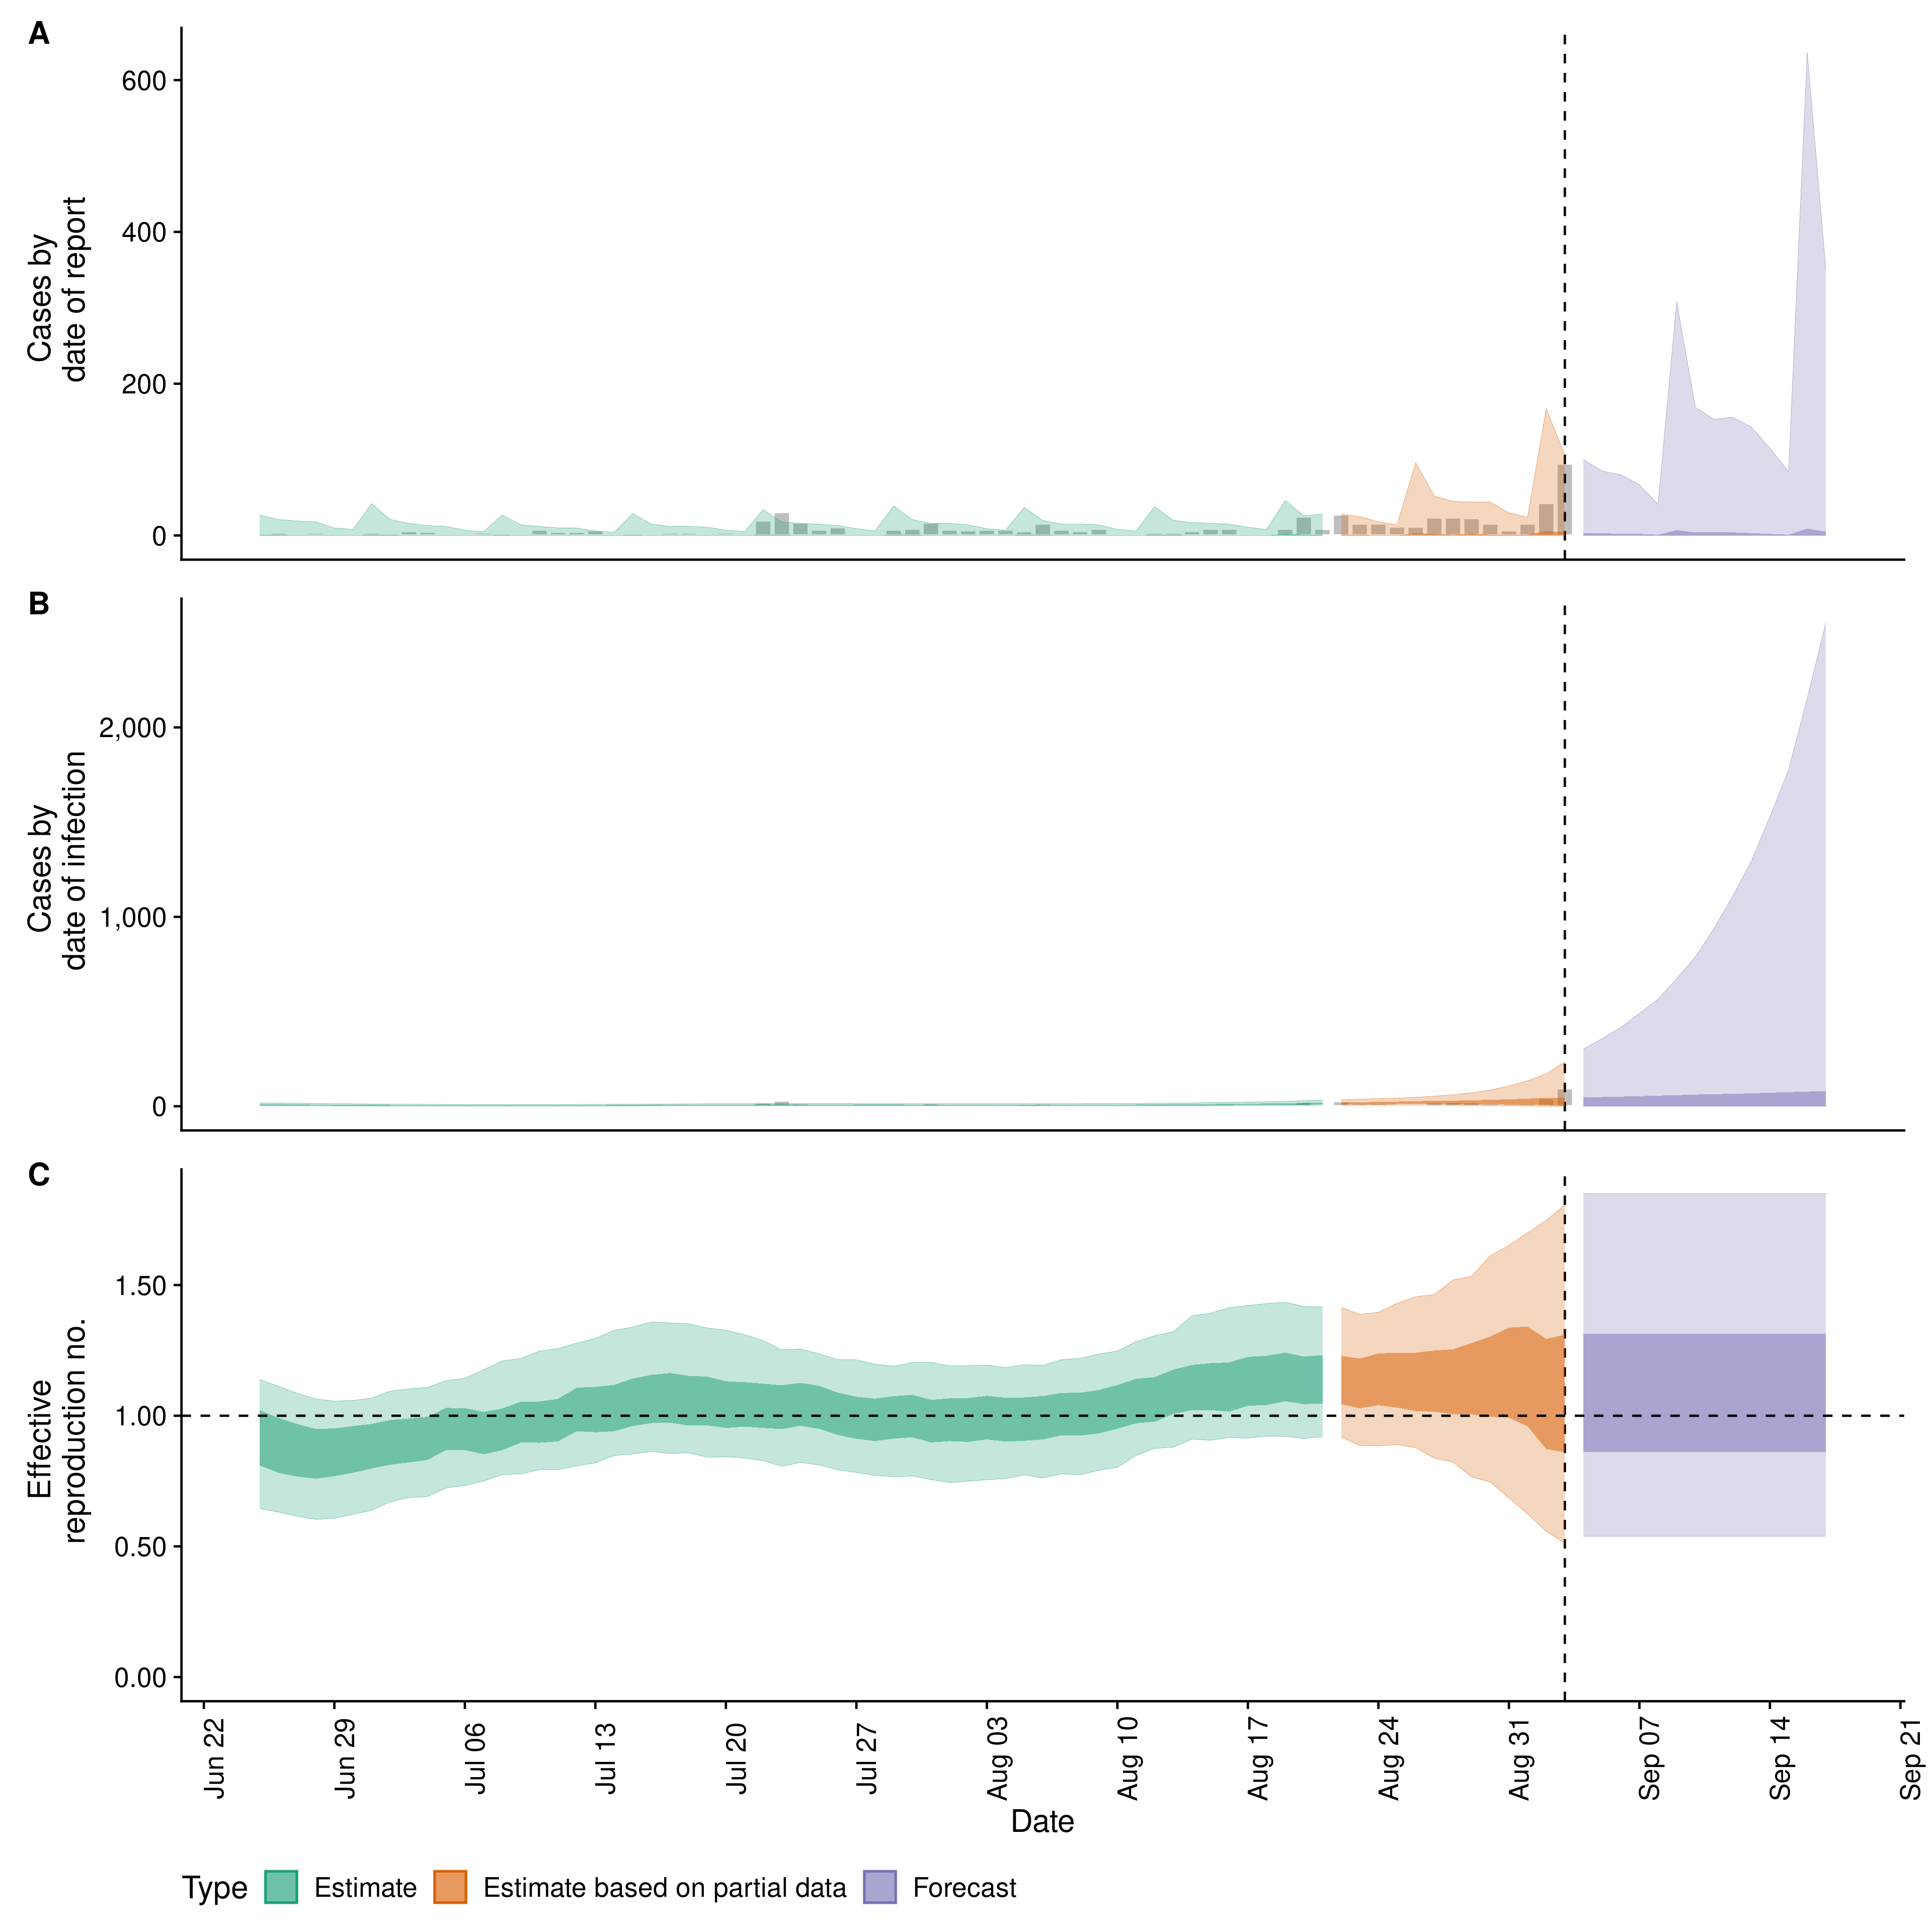 A
Cases by
date of report
600
400
200
0
B
Cases by
date of infection
2,000
1,000
0
C
Effective
reproduction no.
1.50
1.00
0.50
0.00
Jun 22
Jun 29
Jul 06
Jul 13
Jul 20
Jul 27
Aug 03
Aug 10
Aug 17
Aug 24
Aug 31
Sep 07
Sep 14
Sep 21
Date
Type Estimate Estimate based on partial data Forecast